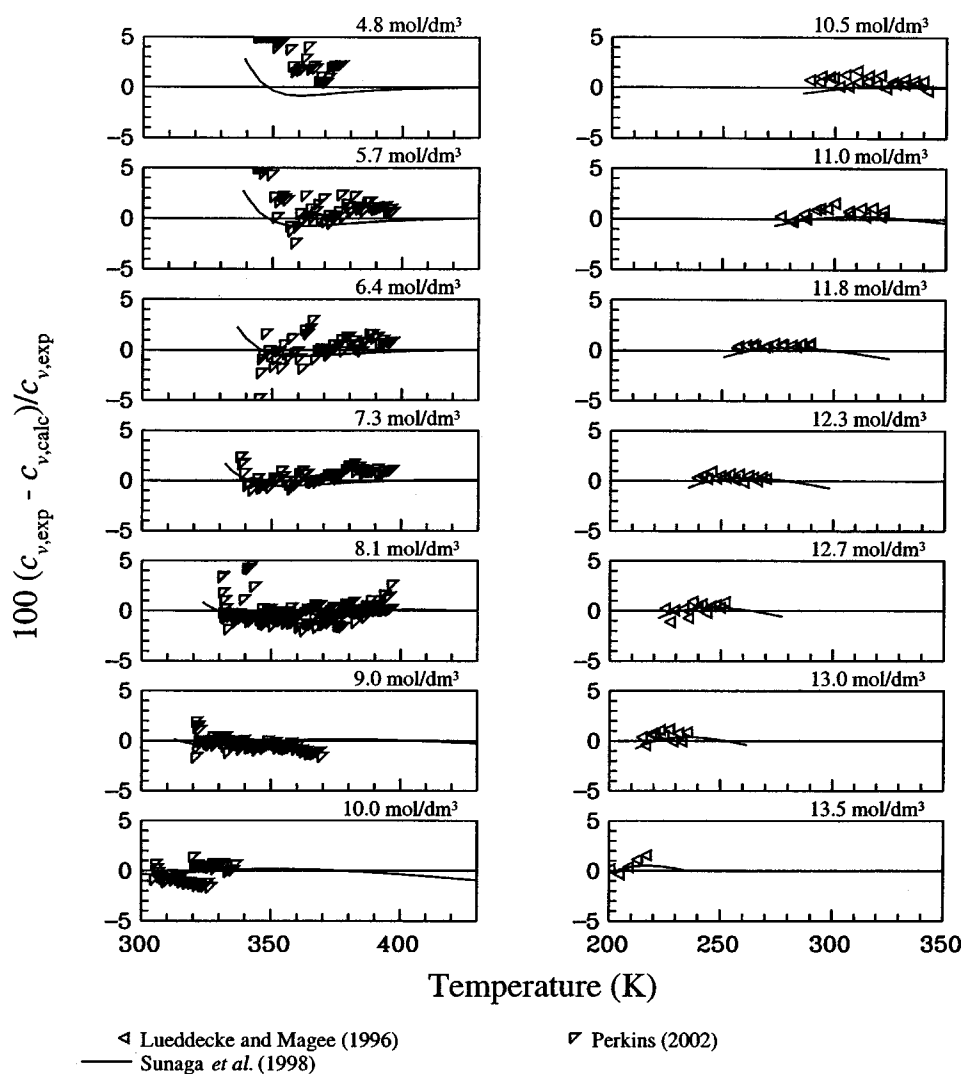 4.8 mol/dm³
5
0
−5
5.7 mol/dm³
5
0
−5
6.4 mol/dm³
5
0
−5
7.3 mol/dm³
5
0
−5
8.1 mol/dm³
5
0
−5
9.0 mol/dm³
5
0
−5
10.0 mol/dm³
5
0
−5
300 350 400
10.5 mol/dm³
5
0
−5
11.0 mol/dm³
5
0
−5
11.8 mol/dm³
5
0
−5
12.3 mol/dm³
5
0
−5
12.7 mol/dm³
5
0
−5
13.0 mol/dm³
5
0
−5
13.5 mol/dm³
5
0
−5
200 250 300 350
100 (cv,exp - cv,calc)/cv,exp
Temperature (K)
Lueddecke and Magee (1996)
Perkins (2002)
Sunaga et al. (1998)